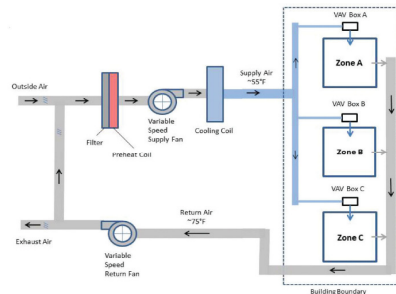 VAV Box A
Zone A
Supply Air
~55°F
Outside Air
VAV Box B
Filter
Preheat Coil
Variable
Speed
Supply Fan
Cooling Coil
Zone B
VAV Box C
Return Air
~75°F
Zone C
Exhaust Air
Variable
Speed
Return Fan
Building Boundary